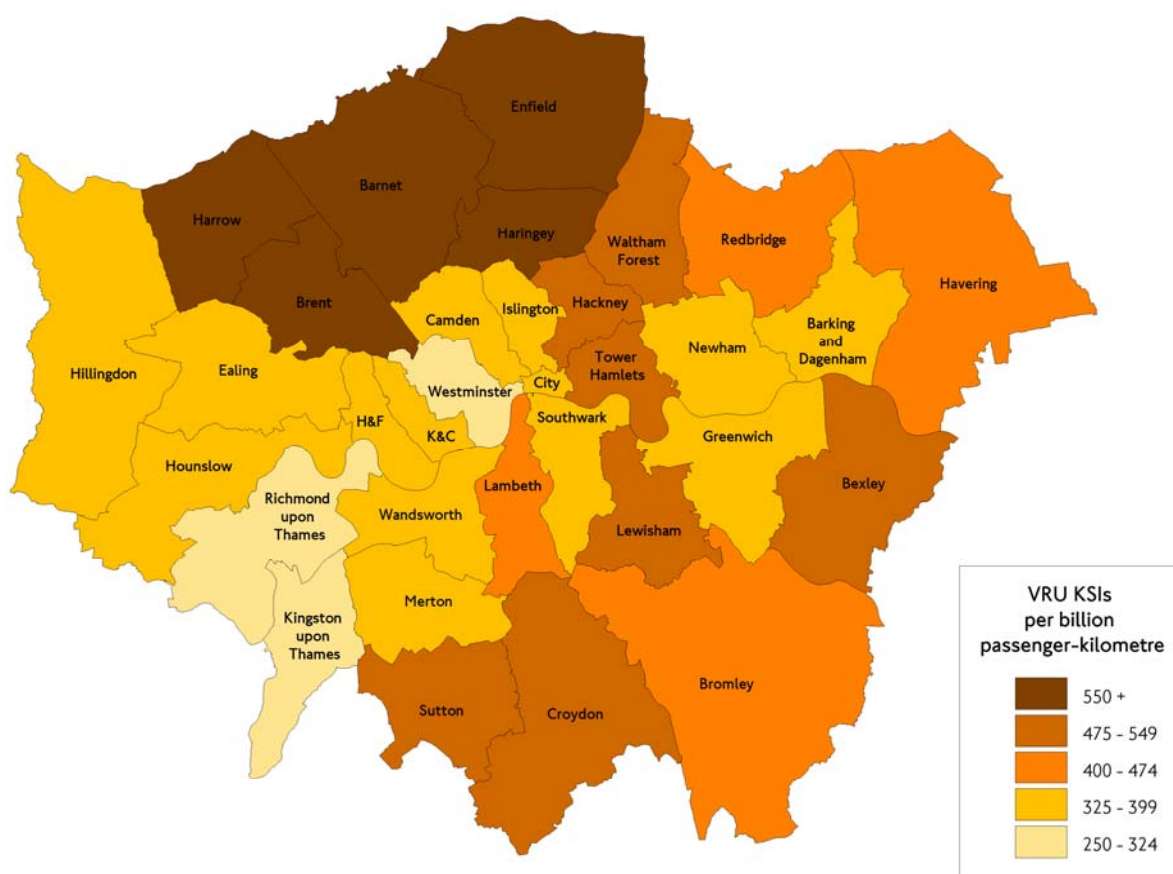 Enfield
Barnet
Harrow
Haringey
Waltham
Forest
Redbridge
Havering
Brent
Hackney
Islington
Camden
Barking
and
Dagenham
Newham
Tower
Hamlets
Hillingdon
Ealing
City
Westminster
Southwark
H&F
K&C
Greenwich
Hounslow
Lambeth
Bexley
Richmond
upon
Thames
Wandsworth
Lewisham
Merton
Kingston
upon
Thames
Bromley
Sutton
Croydon
VRU KSIs
per billion
passenger-kilometre
550 +
475 - 549
400 - 474
325 - 399
250 - 324